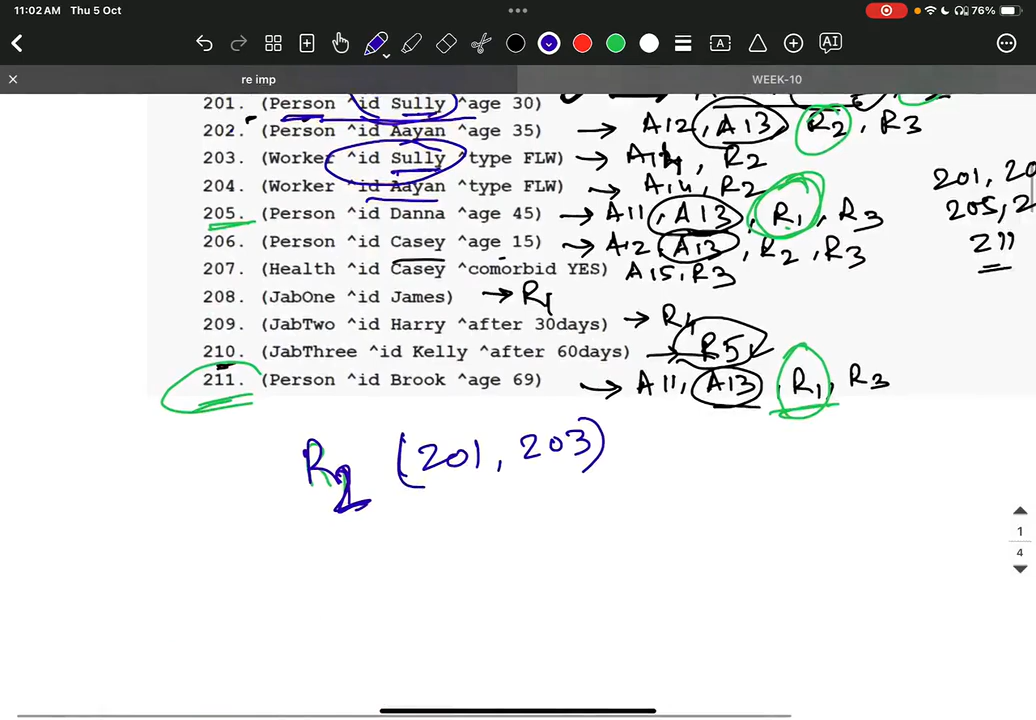 11:02 AM Thu 5 Oct 76%
A AI
re imp WEEK-10
201. (Person ^id Sully ^age 30)
202. (Person ^id Aayan ^age 35) → A12, A13, R2, R3
203. (Worker ^id Sully ^type FLW) → A14, R2
204. (Worker ^id Aayan ^type FLW) → A14, R2
205. (Person ^id Danna ^age 45) → A11, A13, R1, R3
206. (Person ^id Casey ^age 15) → A12, A13, R2, R3
207. (Health ^id Casey ^comorbid YES) A15, R3
208. (JabOne ^id James) → R4
209. (JabTwo ^id Harry ^after 30days) → R4
210. (JabThree ^id Kelly ^after 60days) → R5
211. (Person ^id Brook ^age 69) → A11, A13, R1, R3
201, 20
205, 2
211
R2 (201, 203)
1
4